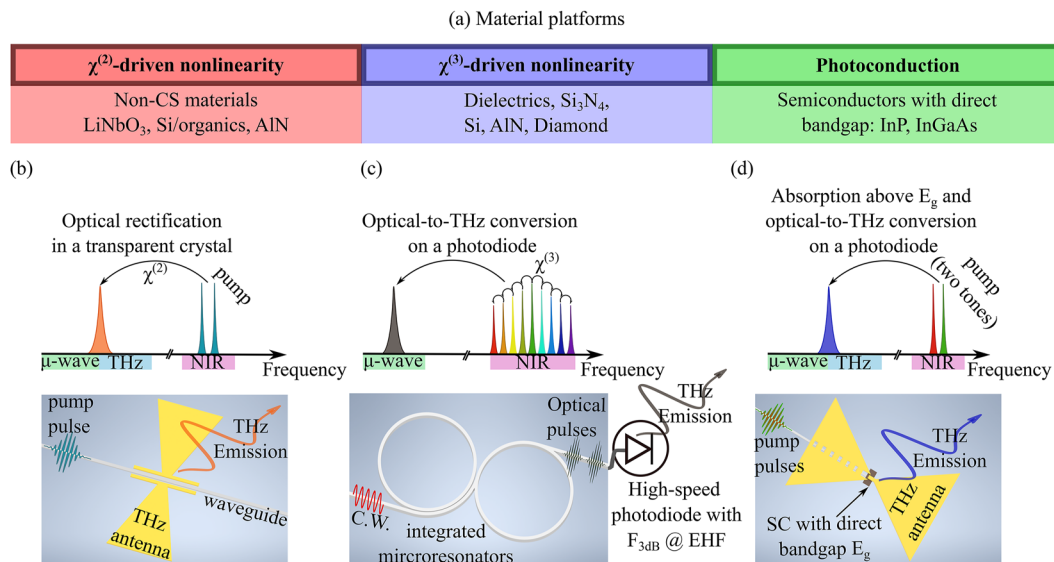 (a) Material platforms
χ⁽²⁾-driven nonlinearity
χ⁽³⁾-driven nonlinearity
Photoconduction
Non-CS materials
LiNbO₃, Si/organics, AlN
Dielectrics, Si₃N₄,
Si, AlN, Diamond
Semiconductors with direct
bandgap: InP, InGaAs
(b)
Optical rectification
in a transparent crystal
χ⁽²⁾
pump
μ-wave
THz
NIR
Frequency
pump
pulse
THz
Emission
waveguide
THz
antenna
(c)
Optical-to-THz conversion
on a photodiode
χ⁽³⁾
μ-wave
NIR
Frequency
Optical
pulses
THz
Emission
C.W.
integrated
mircroresonators
High-speed
photodiode with
F₃dB @ EHF
(d)
Absorption above E_g and
optical-to-THz conversion
on a photodiode
pump
(two tones)
μ-wave
THz
NIR
Frequency
pump
pulses
THz
Emission
THz
antenna
SC with direct
bandgap E_g